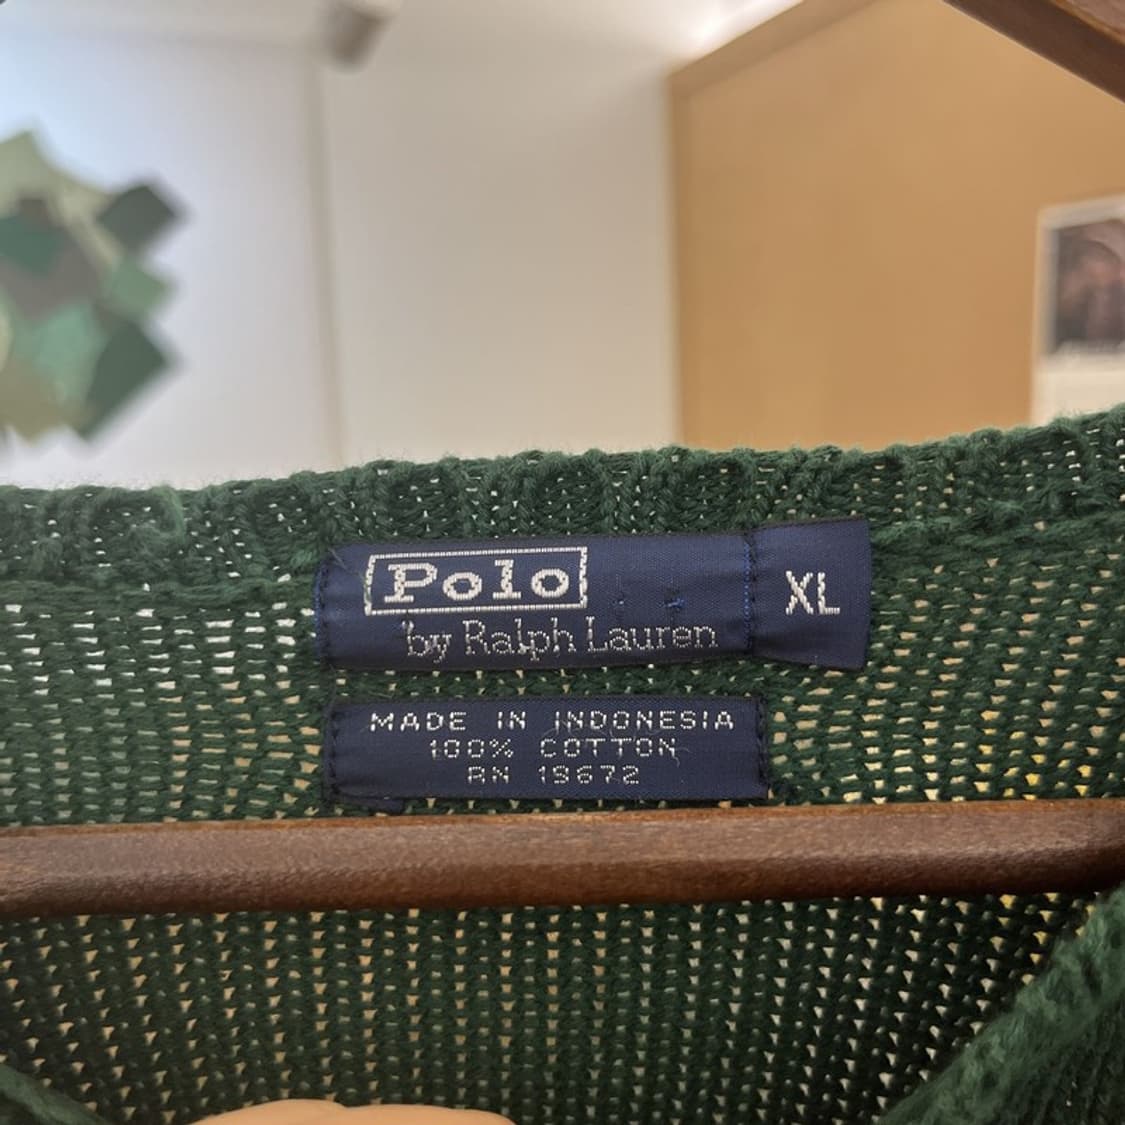 Polo
by Ralph Lauren
XL
MADE IN INDONESIA
100% COTTON
RN 19672